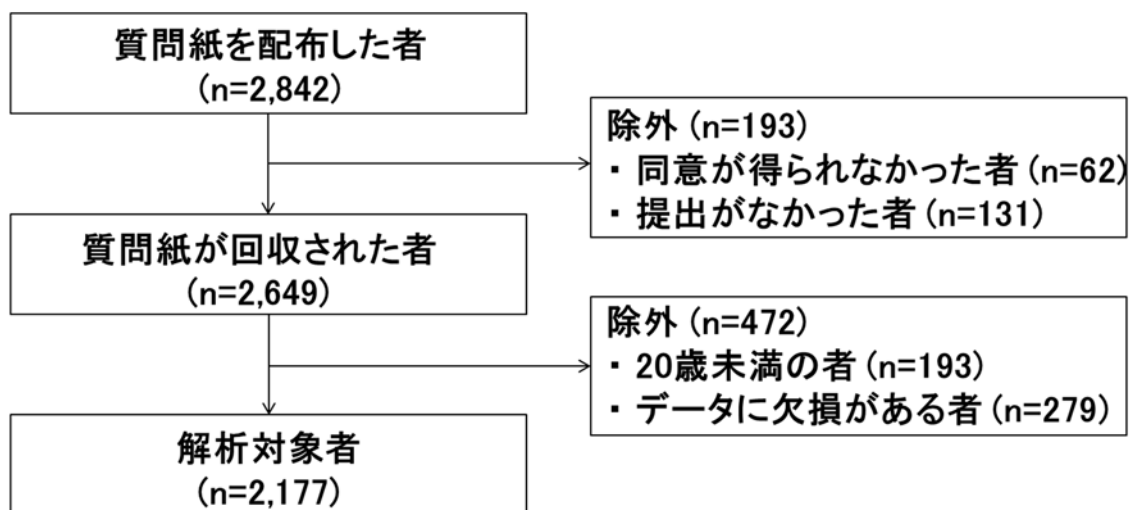 質問紙を配布した者
(n=2,842)
除外 (n=193)
・ 同意が得られなかった者 (n=62)
・ 提出がなかった者 (n=131)
質問紙が回収された者
(n=2,649)
除外 (n=472)
・ 20歳未満の者 (n=193)
・ データに欠損がある者 (n=279)
解析対象者
(n=2,177)